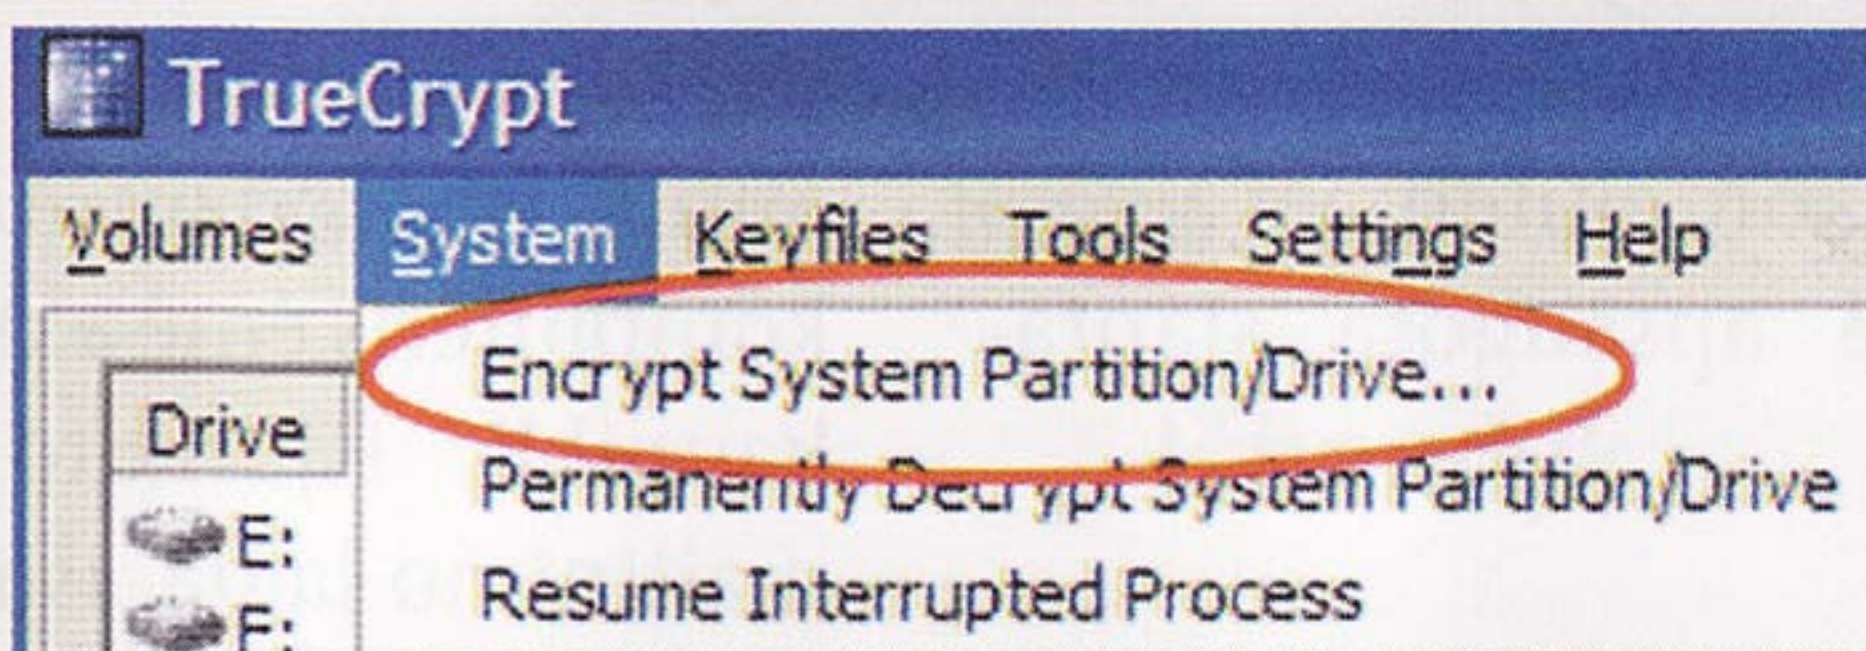 TrueCrypt
Volumes System Keyfiles Tools Settings Help
Encrypt System Partition/Drive...
Drive
Permanently Decrypt System Partition/Drive
E:
Resume Interrupted Process